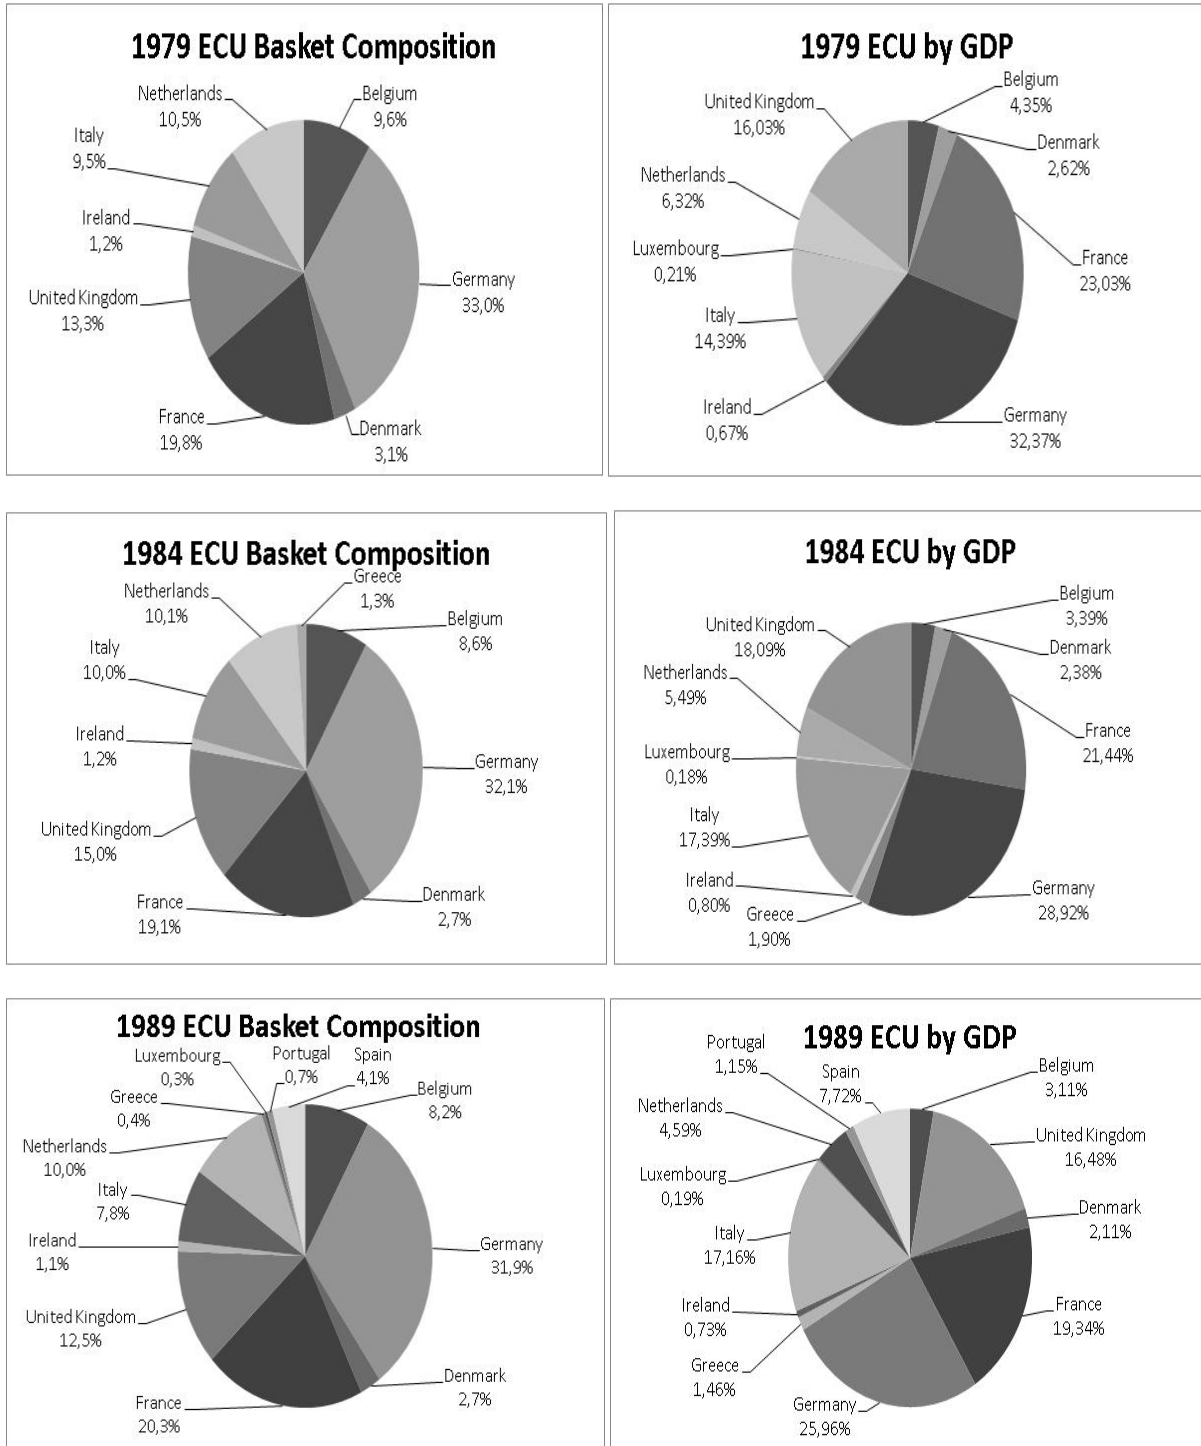 1979 ECU Basket Composition
Netherlands
10,5%
Belgium
9,6%
Italy
9,5%
Ireland
1,2%
Germany
33,0%
United Kingdom
13,3%
France
19,8%
Denmark
3,1%
1979 ECU by GDP
Belgium
4,35%
United Kingdom
16,03%
Denmark
2,62%
Netherlands
6,32%
Luxembourg
0,21%
France
23,03%
Italy
14,39%
Ireland
0,67%
Germany
32,37%
1984 ECU Basket Composition
Greece
1,3%
Netherlands
10,1%
Belgium
8,6%
Italy
10,0%
Ireland
1,2%
Germany
32,1%
United Kingdom
15,0%
France
19,1%
Denmark
2,7%
1984 ECU by GDP
Belgium
3,39%
United Kingdom
18,09%
Denmark
2,38%
Netherlands
5,49%
France
21,44%
Luxembourg
0,18%
Italy
17,39%
Ireland
0,80%
Germany
28,92%
Greece
1,90%
1989 ECU Basket Composition
Luxembourg
0,3%
Portugal
0,7%
Spain
4,1%
Greece
0,4%
Belgium
8,2%
Netherlands
10,0%
Italy
7,8%
Ireland
1,1%
Germany
31,9%
United Kingdom
12,5%
Denmark
2,7%
France
20,3%
1989 ECU by GDP
Portugal
1,15%
Spain
7,72%
Belgium
3,11%
Netherlands
4,59%
United Kingdom
16,48%
Luxembourg
0,19%
Denmark
2,11%
Italy
17,16%
Ireland
0,73%
France
19,34%
Greece
1,46%
Germany
25,96%